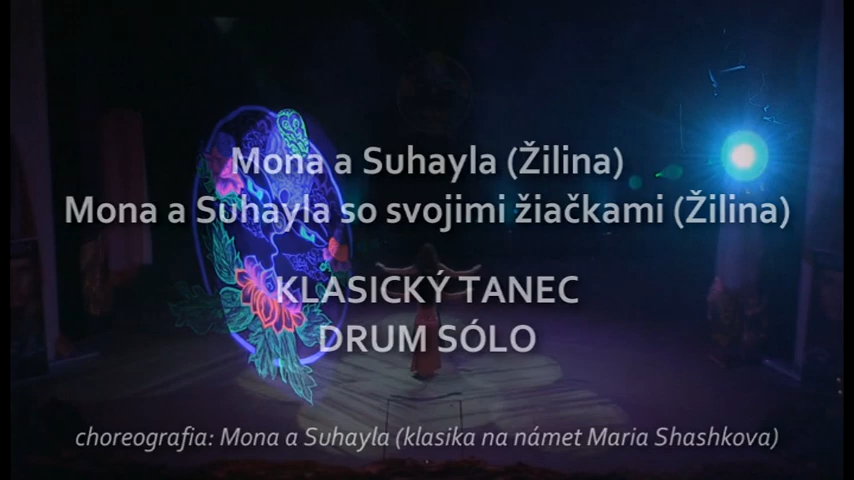 Mona a Suhayla (Žilina)
Mona a Suhayla so svojimi žiačkami (Žilina)
KLASICKÝ TANEC
DRUM SÓLO
choreografia: Mona a Suhayla (klasika na námet Maria Shashkova)